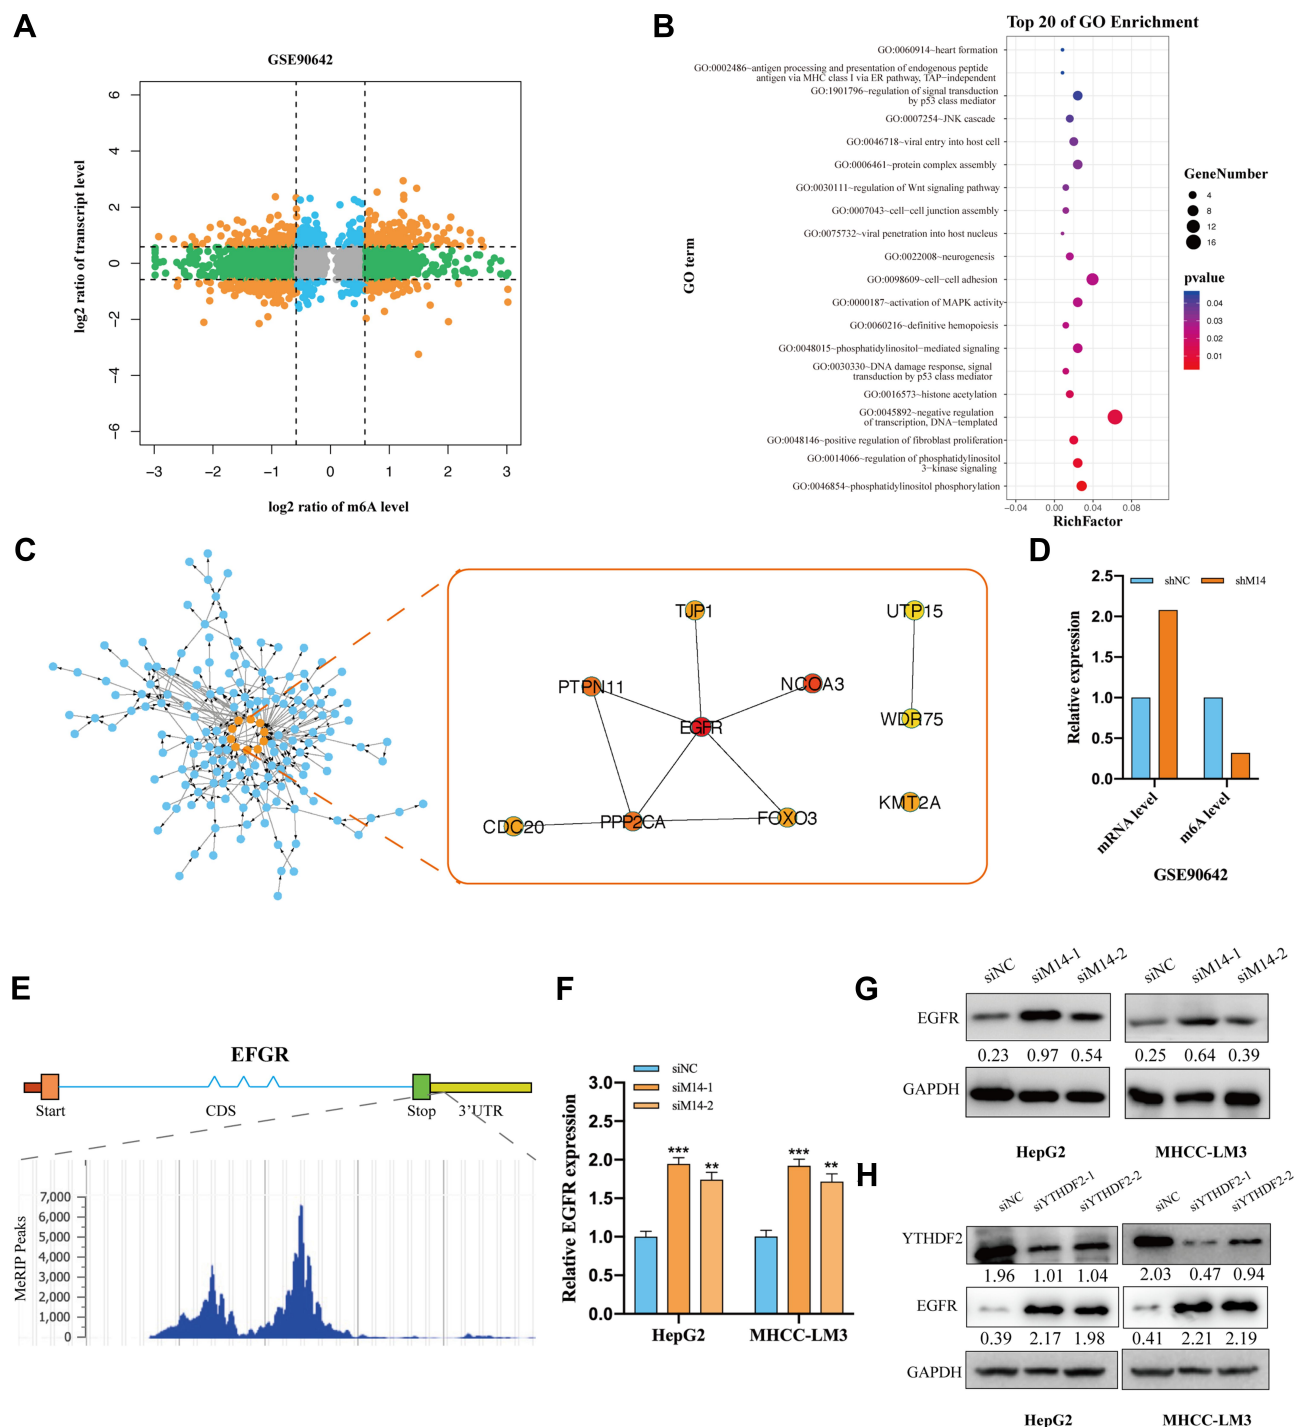 A
GSE90642
log2 ratio of transcript level
6
4
2
0
−2
−4
−6
−3
−2
−1
0
1
2
3
log2 ratio of m6A level
B
Top 20 of GO Enrichment
GO term
GO:0060914~heart formation
GO:0002486~antigen processing and presentation of endogenous peptide
antigen via MHC class I via ER pathway, TAP−independent
GO:1901796~regulation of signal transduction
by p53 class mediator
GO:0007254~JNK cascade
GO:0046718~viral entry into host cell
GO:0006461~protein complex assembly
GO:0030111~regulation of Wnt signaling pathway
GO:0007043~cell−cell junction assembly
GO:0075732~viral penetration into host nucleus
GO:0022008~neurogenesis
GO:0098609~cell−cell adhesion
GO:0000187~activation of MAPK activity
GO:0060216~definitive hemopoiesis
GO:0048015~phosphatidylinositol−mediated signaling
GO:0030330~DNA damage response, signal
transduction by p53 class mediator
GO:0016573~histone acetylation
GO:0045892~negative regulation
of transcription, DNA−templated
GO:0048146~positive regulation of fibroblast proliferation
GO:0014066~regulation of phosphatidylinositol
3−kinase signaling
GO:0046854~phosphatidylinositol phosphorylation
−0.04
0.00
0.04
0.08
RichFactor
GeneNumber
4
8
12
16
pvalue
0.04
0.03
0.02
0.01
C
TJP1
UTP15
PTPN11
NCOA3
EGFR
WDR75
KMT2A
CDC20
PPP2CA
FOXO3
D
shNC
shM14
Relative expression
2.5
2.0
1.5
1.0
0.5
0.0
mRNA level
m6A level
GSE90642
E
EFGR
Start
CDS
Stop
3'UTR
MeRIP Peaks
7,000
6,000
5,000
4,000
3,000
2,000
1,000
0
F
siNC
siM14-1
siM14-2
Relative EGFR expression
3.0
2.5
2.0
1.5
1.0
0.5
0.0
***
**
***
**
HepG2
MHCC-LM3
G
siNC
siM14-1
siM14-2
siNC
siM14-1
siM14-2
EGFR
0.23 0.97 0.54
0.25 0.64 0.39
GAPDH
HepG2
MHCC-LM3
H
siNC
siYTHDF2-1
siYTHDF2-2
siNC
siYTHDF2-1
siYTHDF2-2
YTHDF2
1.96 1.01 1.04
2.03 0.47 0.94
EGFR
0.39 2.17 1.98
0.41 2.21 2.19
GAPDH
HepG2
MHCC-LM3